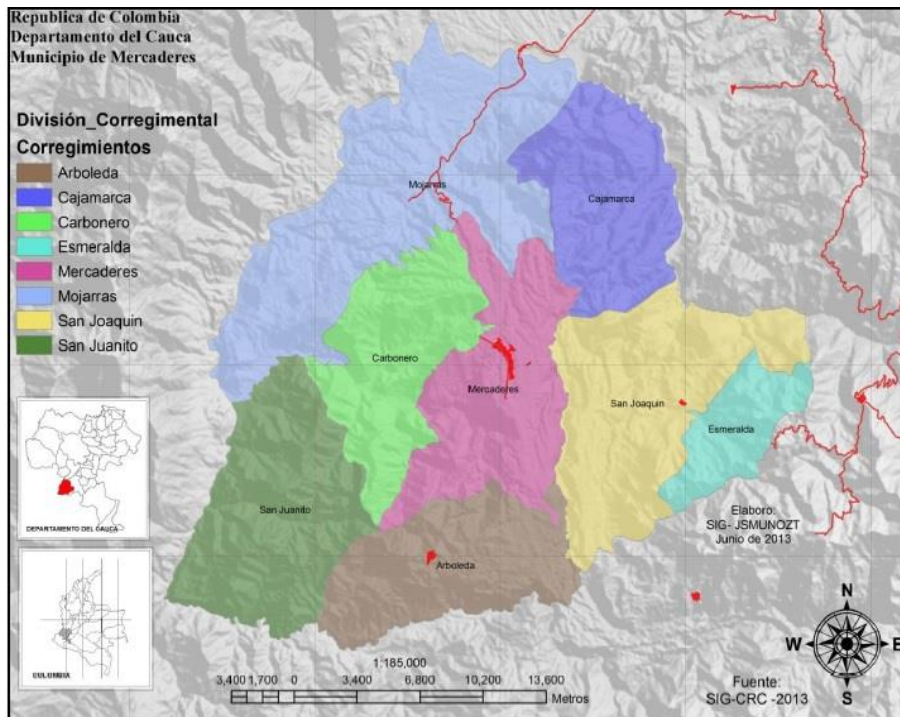 Republica de Colombia
Departamento del Cauca
Municipio de Mercaderes
División_Corregimental
Corregimientos
Arboleda
Cajamarca
Carbonero
Esmeralda
Mercaderes
Mojarras
San Joaquin
San Juanito
Mojarras
Cajamarca
Carbonero
Mercaderes
San Joaquin
Esmeralda
San Juanito
Arboleda
DEPARTAMENTO DEL CAUCA
COLOMBIA
Elaboro:
SIG- JSMUNOZT
Junio de 2013
1:185,000
3,400 1,700 0 3,400 6,800 10,200 13,600
Metros
N
W E
S
Fuente:
SIG-CRC -2013